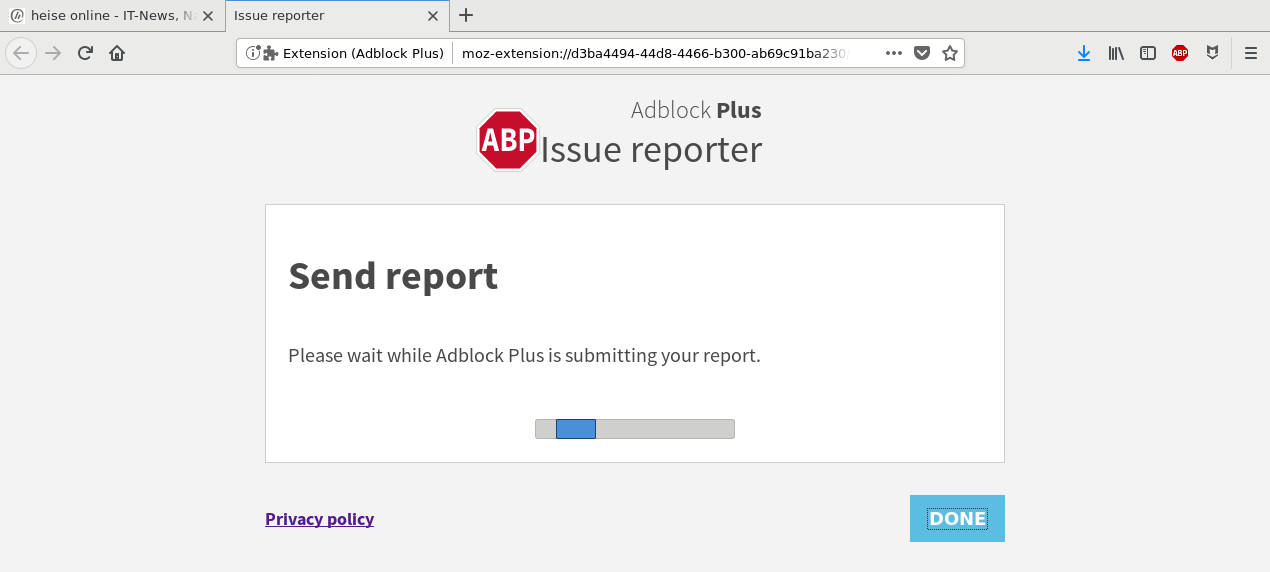 heise online - IT-News, N
Issue reporter
Extension (Adblock Plus)
moz-extension://d3ba4494-44d8-4466-b300-ab69c91ba230/
ABP
Adblock Plus
ABP
Issue reporter
Send report
Please wait while Adblock Plus is submitting your report.
Privacy policy
DONE